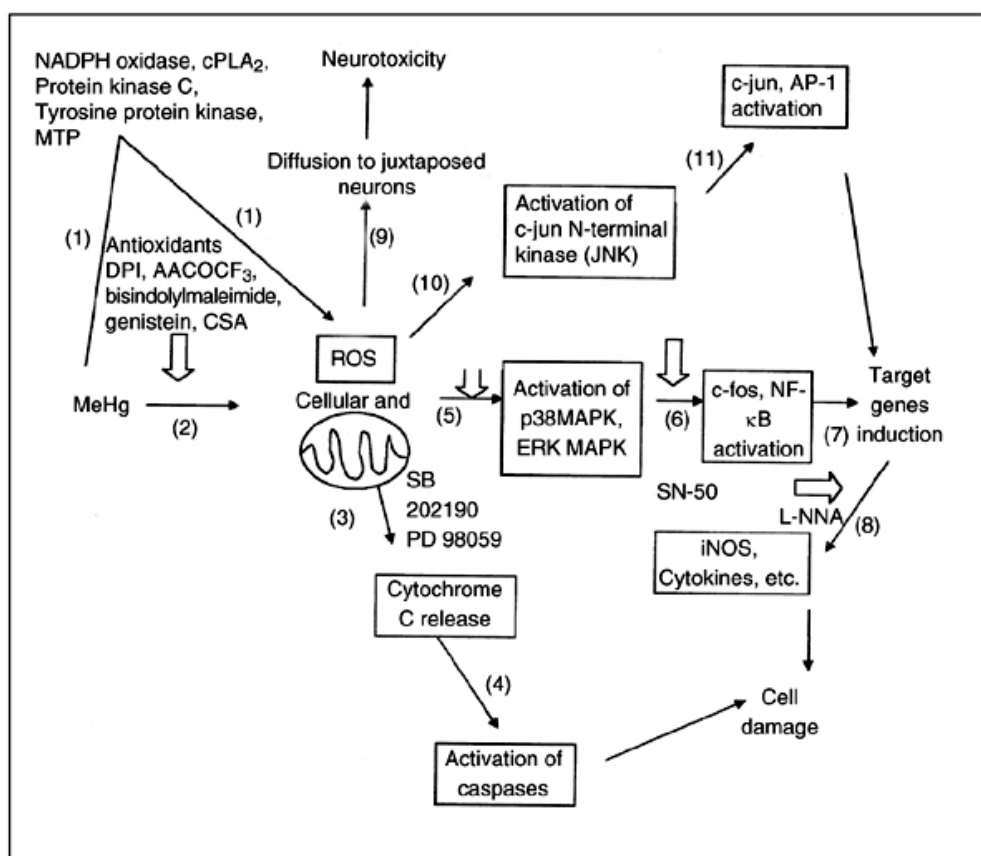 NADPH oxidase, cPLA₂,
Protein kinase C,
Tyrosine protein kinase,
MTP
Neurotoxicity
c-jun, AP-1
activation
Diffusion to juxtaposed
neurons
(11)
Activation of
c-jun N-terminal
kinase (JNK)
(1)
(1)
Antioxidants
DPI, AACOCF₃,
bisindolylmaleimide,
genistein, CSA
(9)
(10)
ROS
Cellular and
MeHg
(2)
(5)
Activation of
p38MAPK,
ERK MAPK
(6)
c-fos, NF-
κB
activation
(7)
Target
genes
induction
(3)
SB
202190
PD 98059
SN-50
L-NNA
(8)
iNOS,
Cytokines, etc.
Cytochrome
C release
(4)
Cell
damage
Activation of
caspases